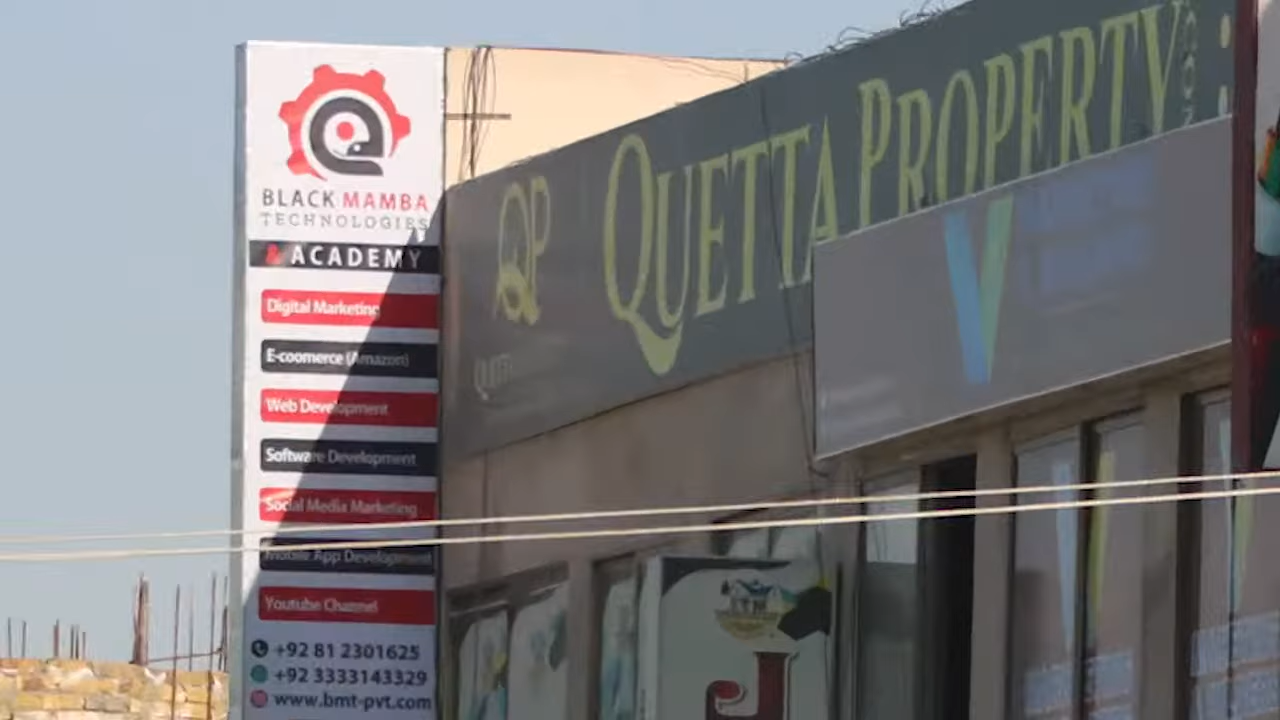 BLACK MAMBA
TECHNOLOGIES
& ACADEMY
Digital Marketing
E-coomerce (Amazon)
Web Development
Software Development
Social Media Marketing
Mobile App Development
Youtube Channel
+92 81 2301625
+92 3333143329
www.bmt-pvt.com
QP
QUETTA PROPERTY
J